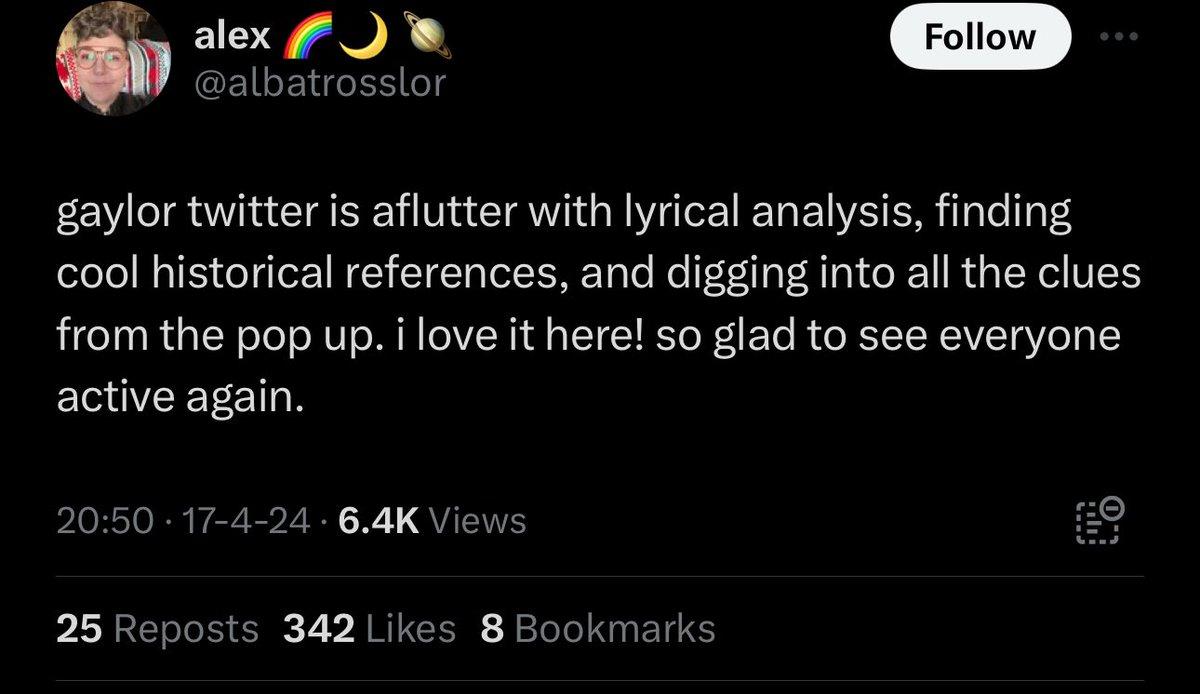 alex 🌈🌙🪐
Follow
@albatrosslor
gaylor twitter is aflutter with lyrical analysis, finding
cool historical references, and digging into all the clues
from the pop up. i love it here! so glad to see everyone
active again.
20:50 · 17-4-24 · 6.4K Views
25 Reposts 342 Likes 8 Bookmarks